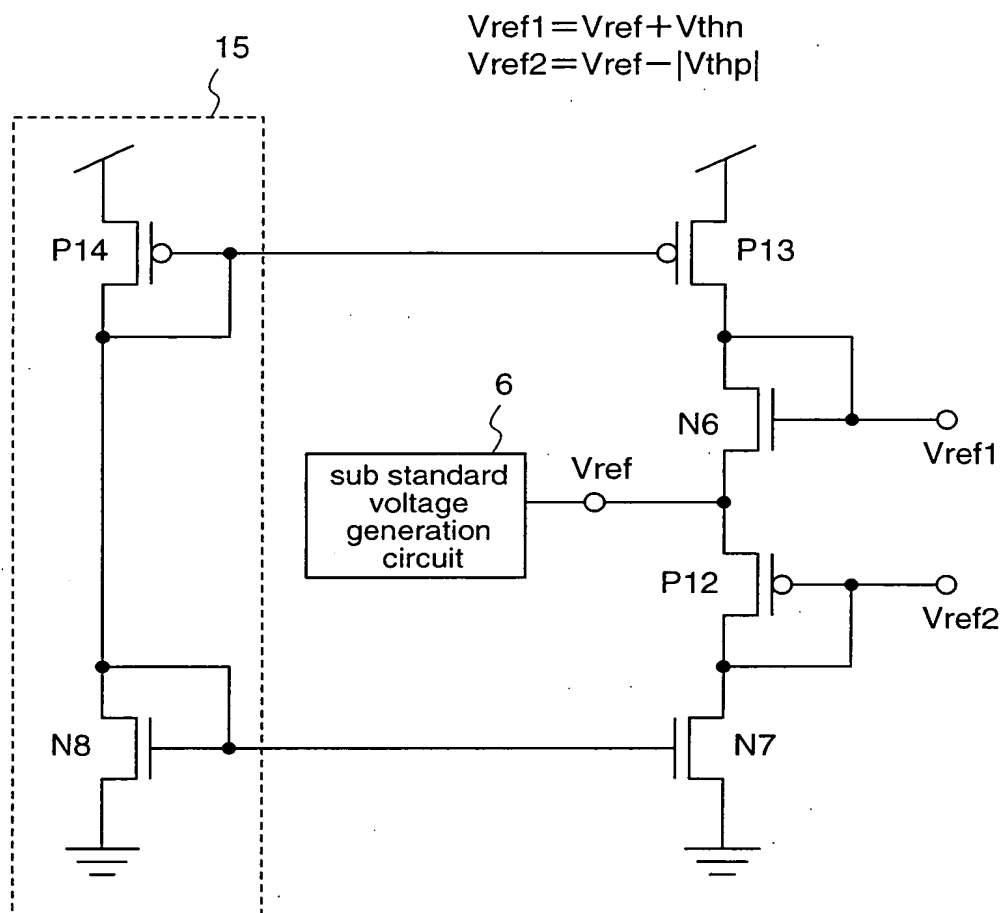 Vref1=Vref+Vthn
Vref2=Vref-|Vthp|
15
P14
P13
6
N6
Vref1
Vref
sub standard
voltage
generation
circuit
P12
Vref2
N8
N7